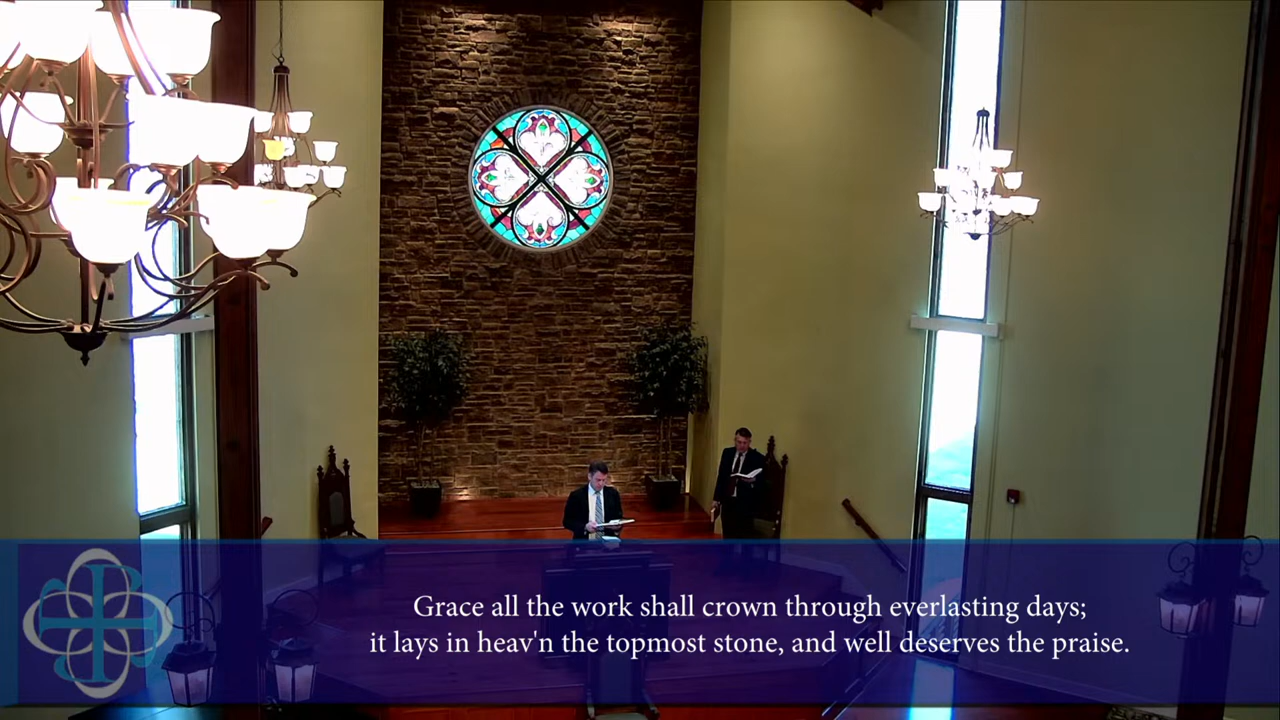 Grace all the work shall crown through everlasting days;
it lays in heav'n the topmost stone, and well deserves the praise.